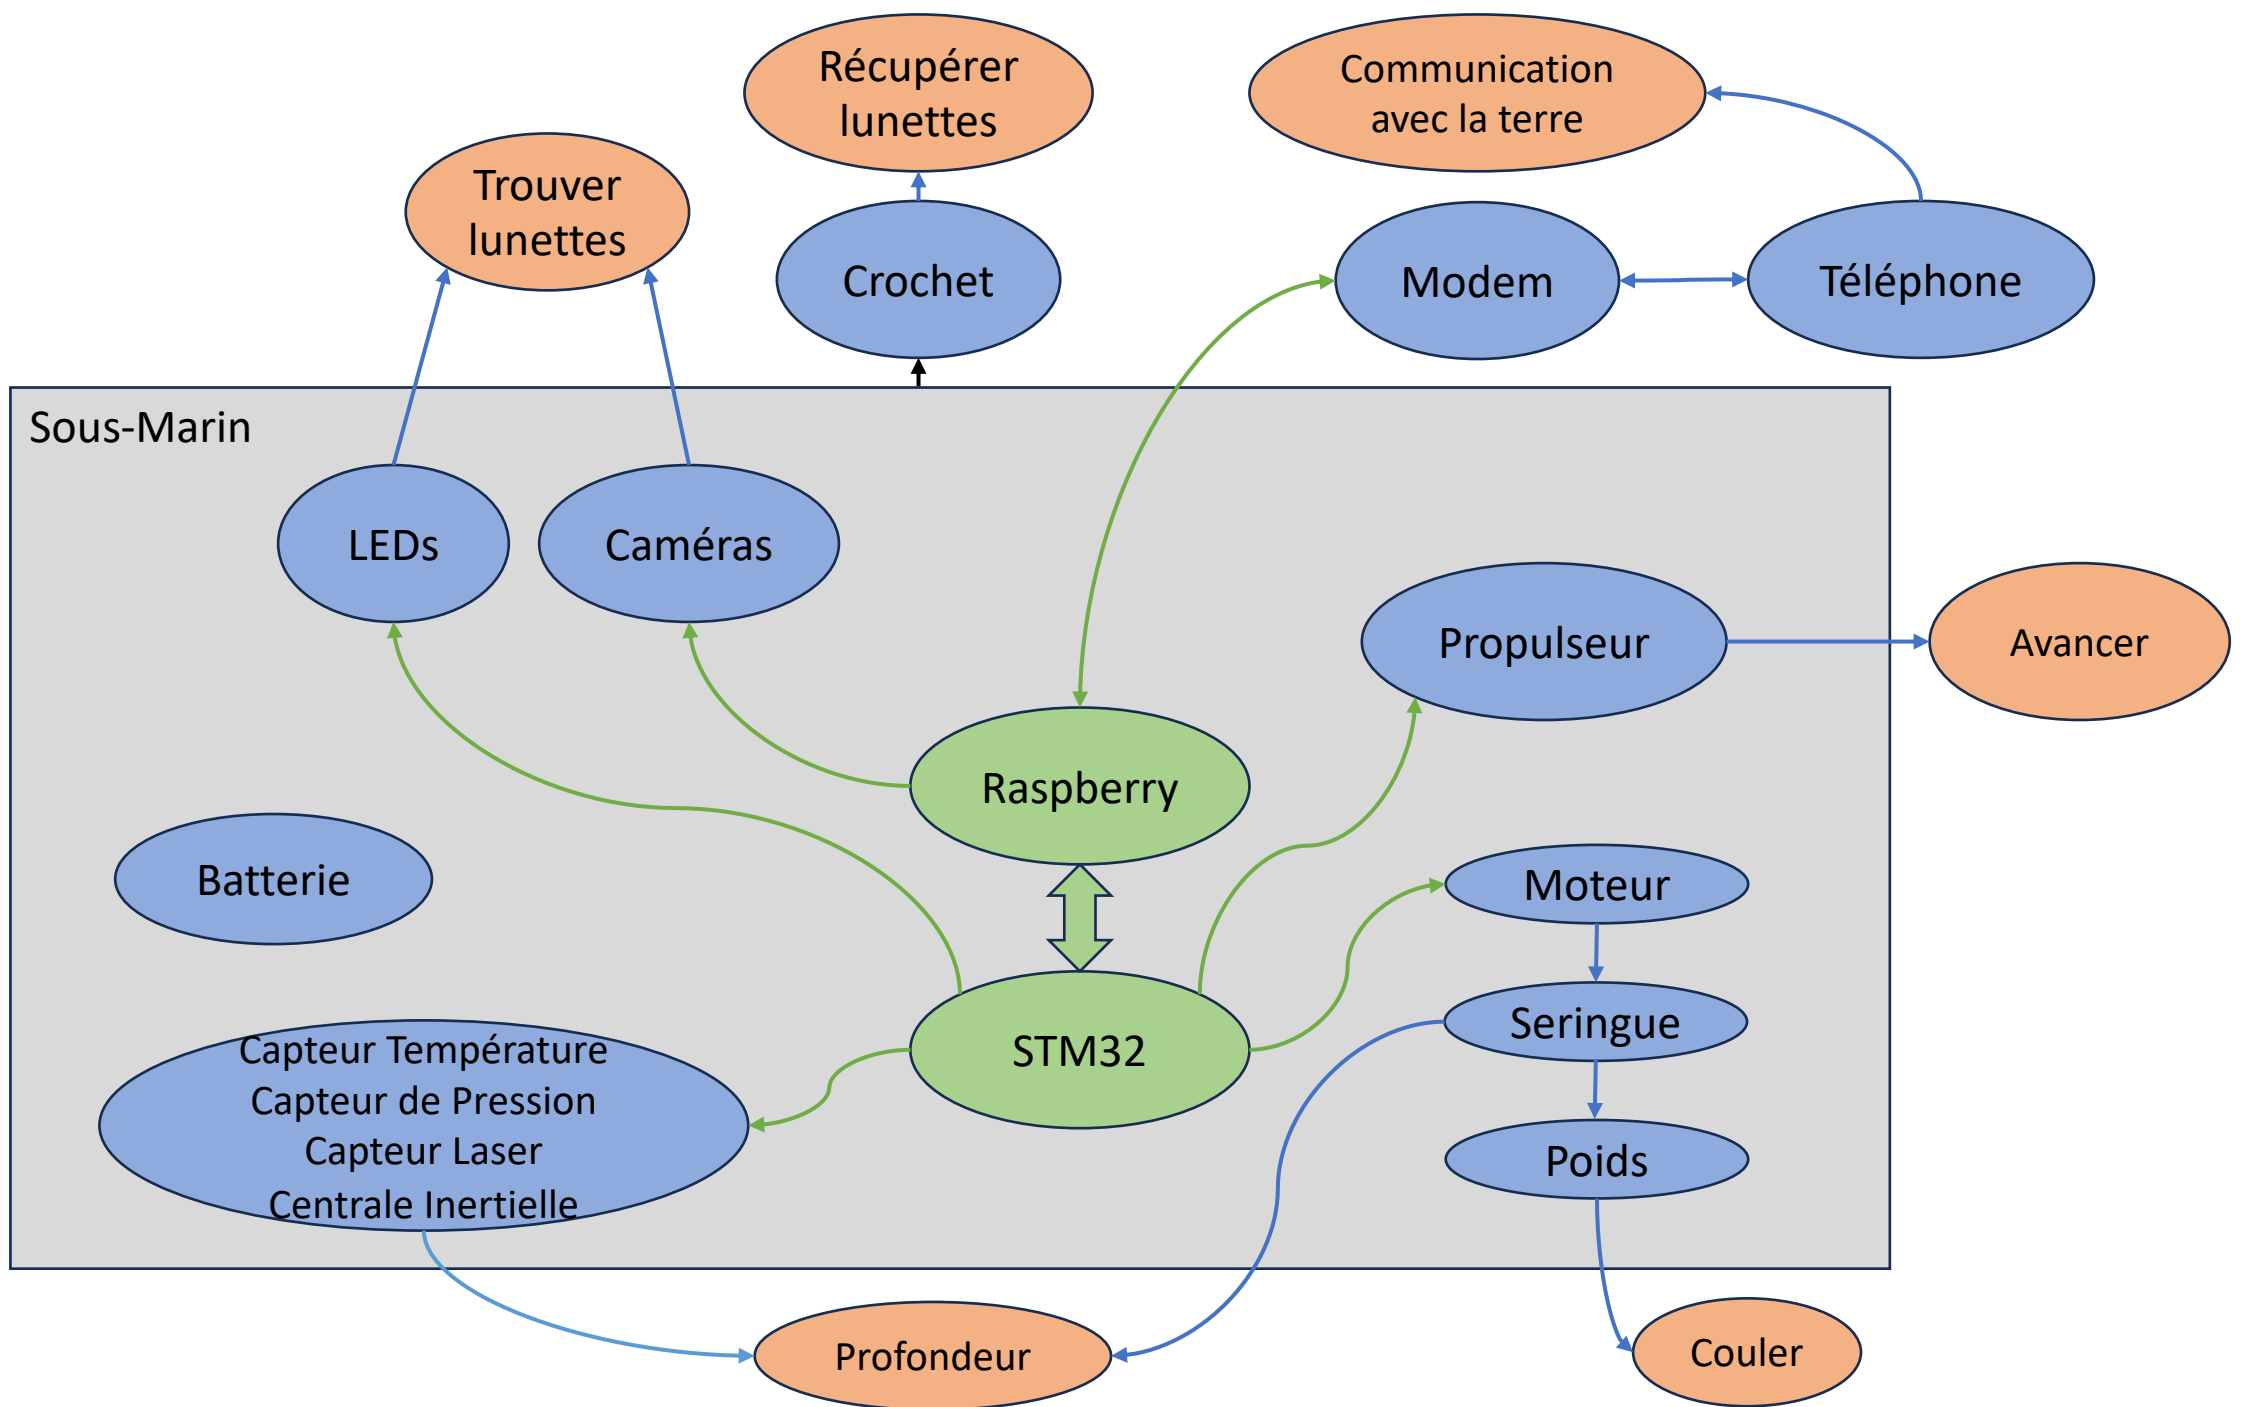 Récupérer
lunettes
Communication
avec la terre
Trouver
lunettes
Crochet
Modem
Téléphone
Sous-Marin
LEDs
Caméras
Propulseur
Avancer
Raspberry
Batterie
Moteur
Seringue
STM32
Capteur Température
Capteur de Pression
Capteur Laser
Centrale Inertielle
Poids
Profondeur
Couler